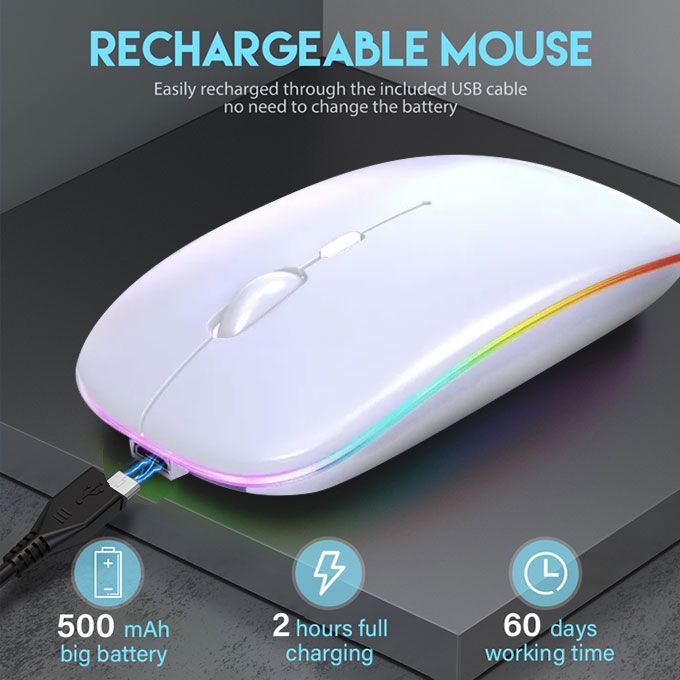 RECHARGEABLE MOUSE
Easily recharged through the included USB cable
no need to change the battery
500 mAh
big battery
2 hours full
charging
60 days
working time